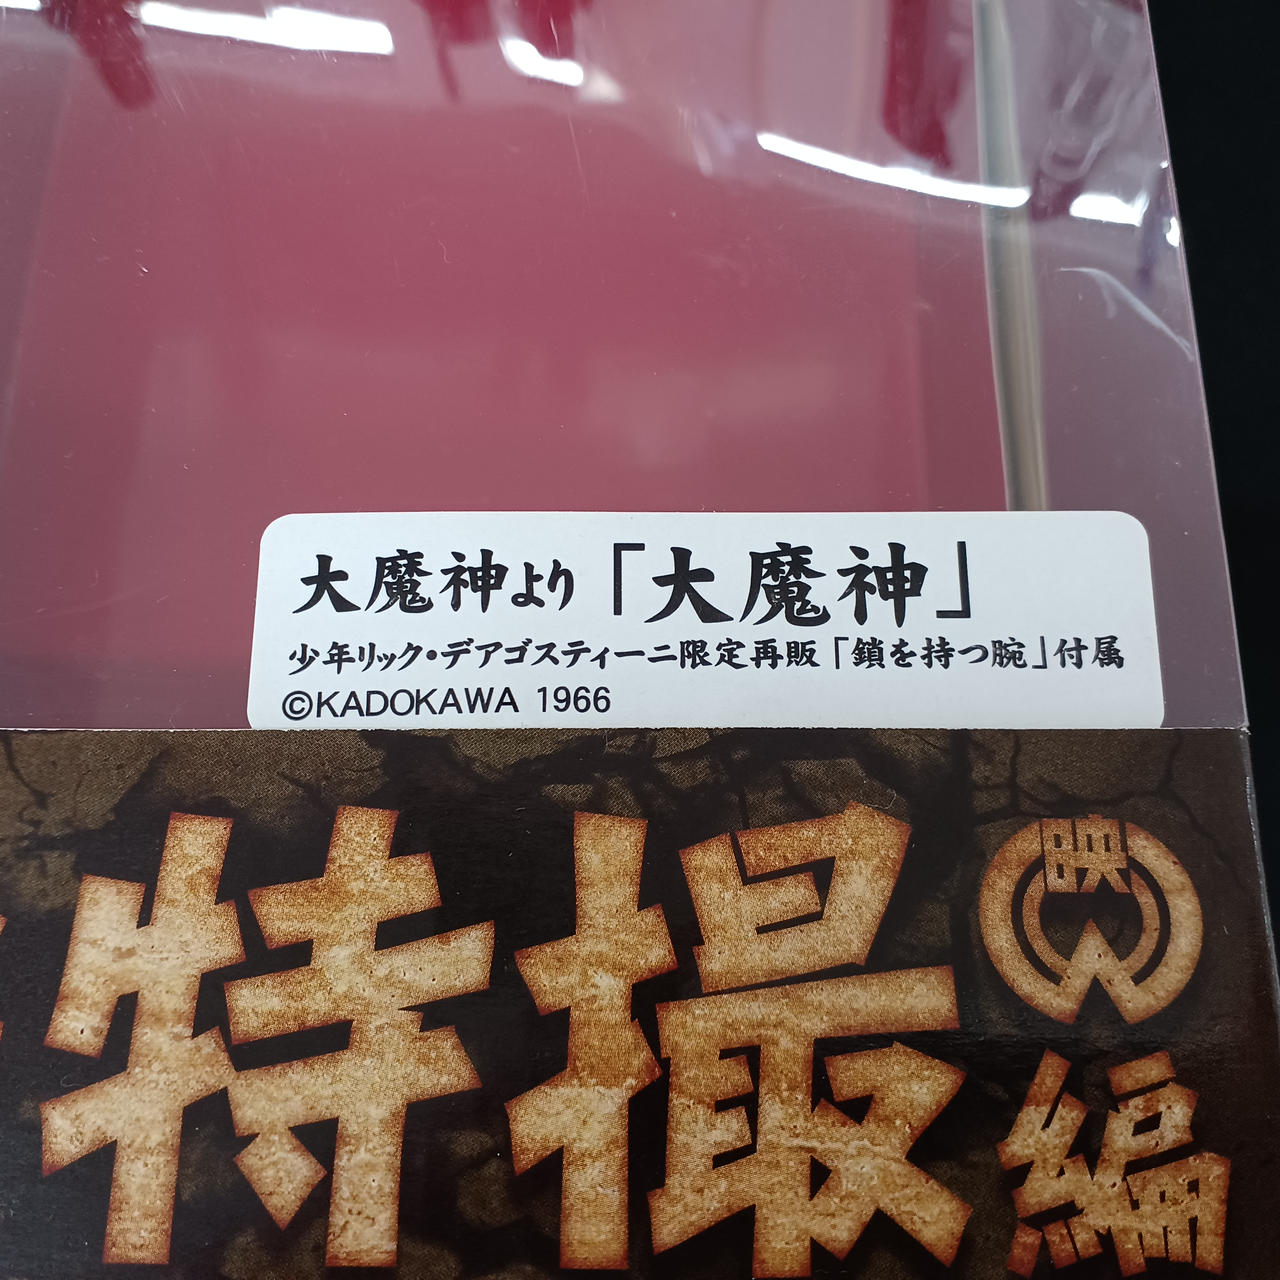 大魔神より「大魔神」
少年リック・デアゴスティーニ限定再販「鎖を持つ腕」付属
©KADOKAWA 1966
特撮
映
編